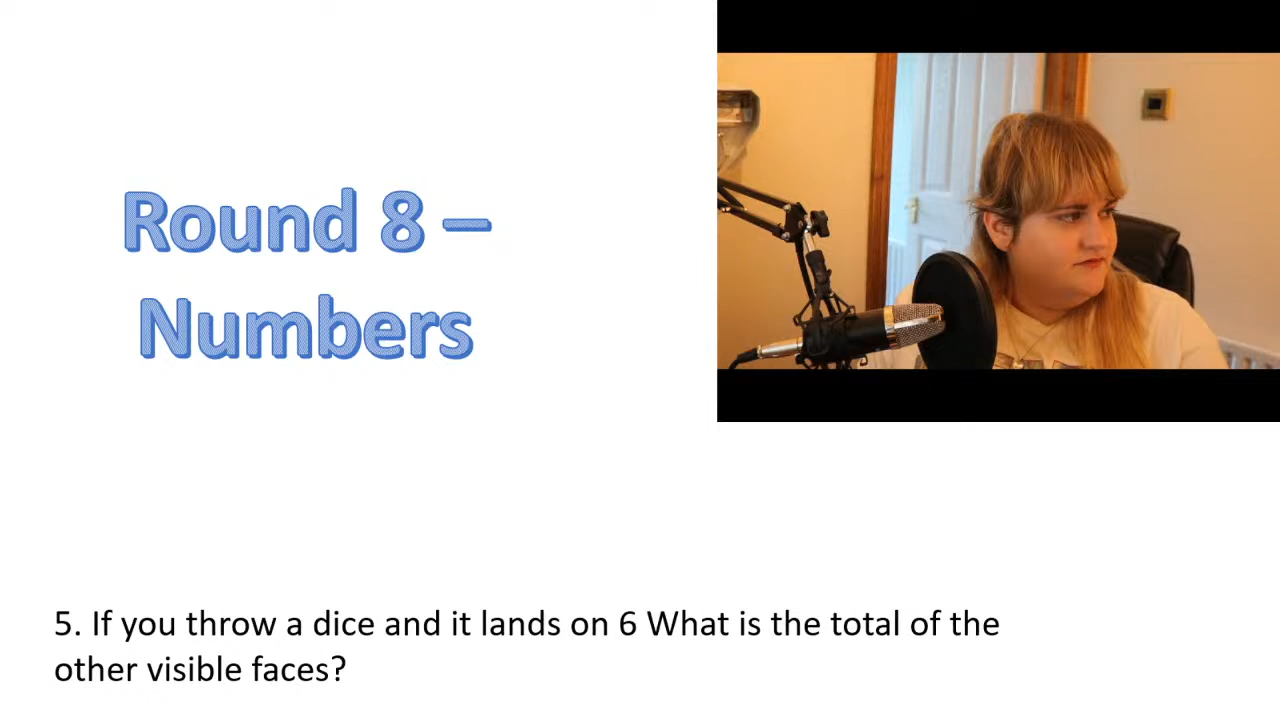 Round 8 –
Numbers
5. If you throw a dice and it lands on 6 What is the total of the
other visible faces?